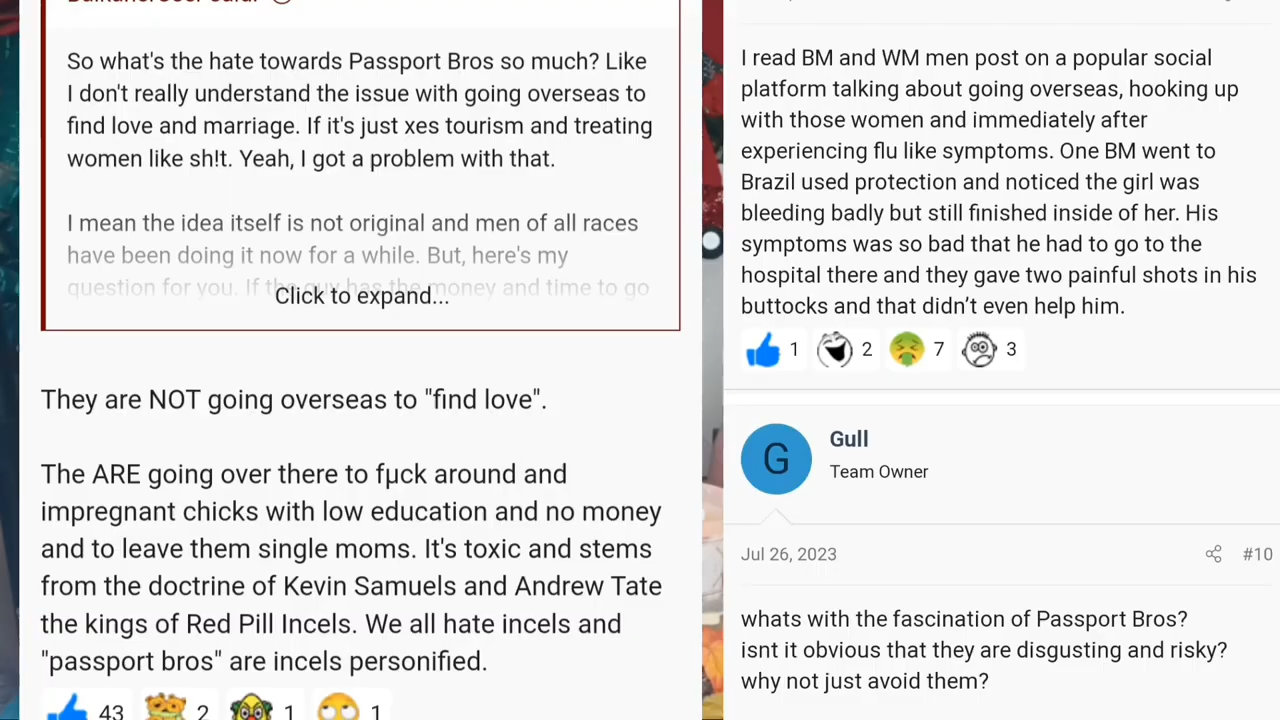 So what's the hate towards Passport Bros so much? Like
I don't really understand the issue with going overseas to
find love and marriage. If it's just xes tourism and treating
women like sh!t. Yeah, I got a problem with that.
I mean the idea itself is not original and men of all races
have been doing it now for a while. But, here's my
question for you. If the guy has the money and time to go
Click to expand...
They are NOT going overseas to "find love".
The ARE going over there to fµck around and
impregnant chicks with low education and no money
and to leave them single moms. It's toxic and stems
from the doctrine of Kevin Samuels and Andrew Tate
the kings of Red Pill Incels. We all hate incels and
"passport bros" are incels personified.
43 2 1 1
I read BM and WM men post on a popular social
platform talking about going overseas, hooking up
with those women and immediately after
experiencing flu like symptoms. One BM went to
Brazil used protection and noticed the girl was
bleeding badly but still finished inside of her. His
symptoms was so bad that he had to go to the
hospital there and they gave two painful shots in his
buttocks and that didn’t even help him.
1 2 7 3
G
Gull
Team Owner
Jul 26, 2023 #10
whats with the fascination of Passport Bros?
isnt it obvious that they are disgusting and risky?
why not just avoid them?